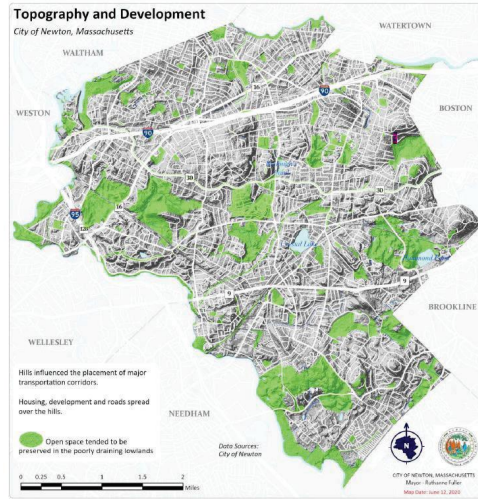 Topography and Development
City of Newton, Massachusetts
WATERTOWN
WALTHAM
16
90
WESTON
BOSTON
90
30
30
16
95
9
BROOKLINE
WELLESLEY
Hills influenced the placement of major
transportation corridors.
Housing, development and roads spread
over the hills.
NEEDHAM
Open space tended to be
preserved in the poorly draining lowlands
Data Sources:
City of Newton
N
0 0.25 0.5 1 1.5 2
Miles
CITY OF NEWTON, MASSACHUSETTS
Mayor - Ruthanne Fuller